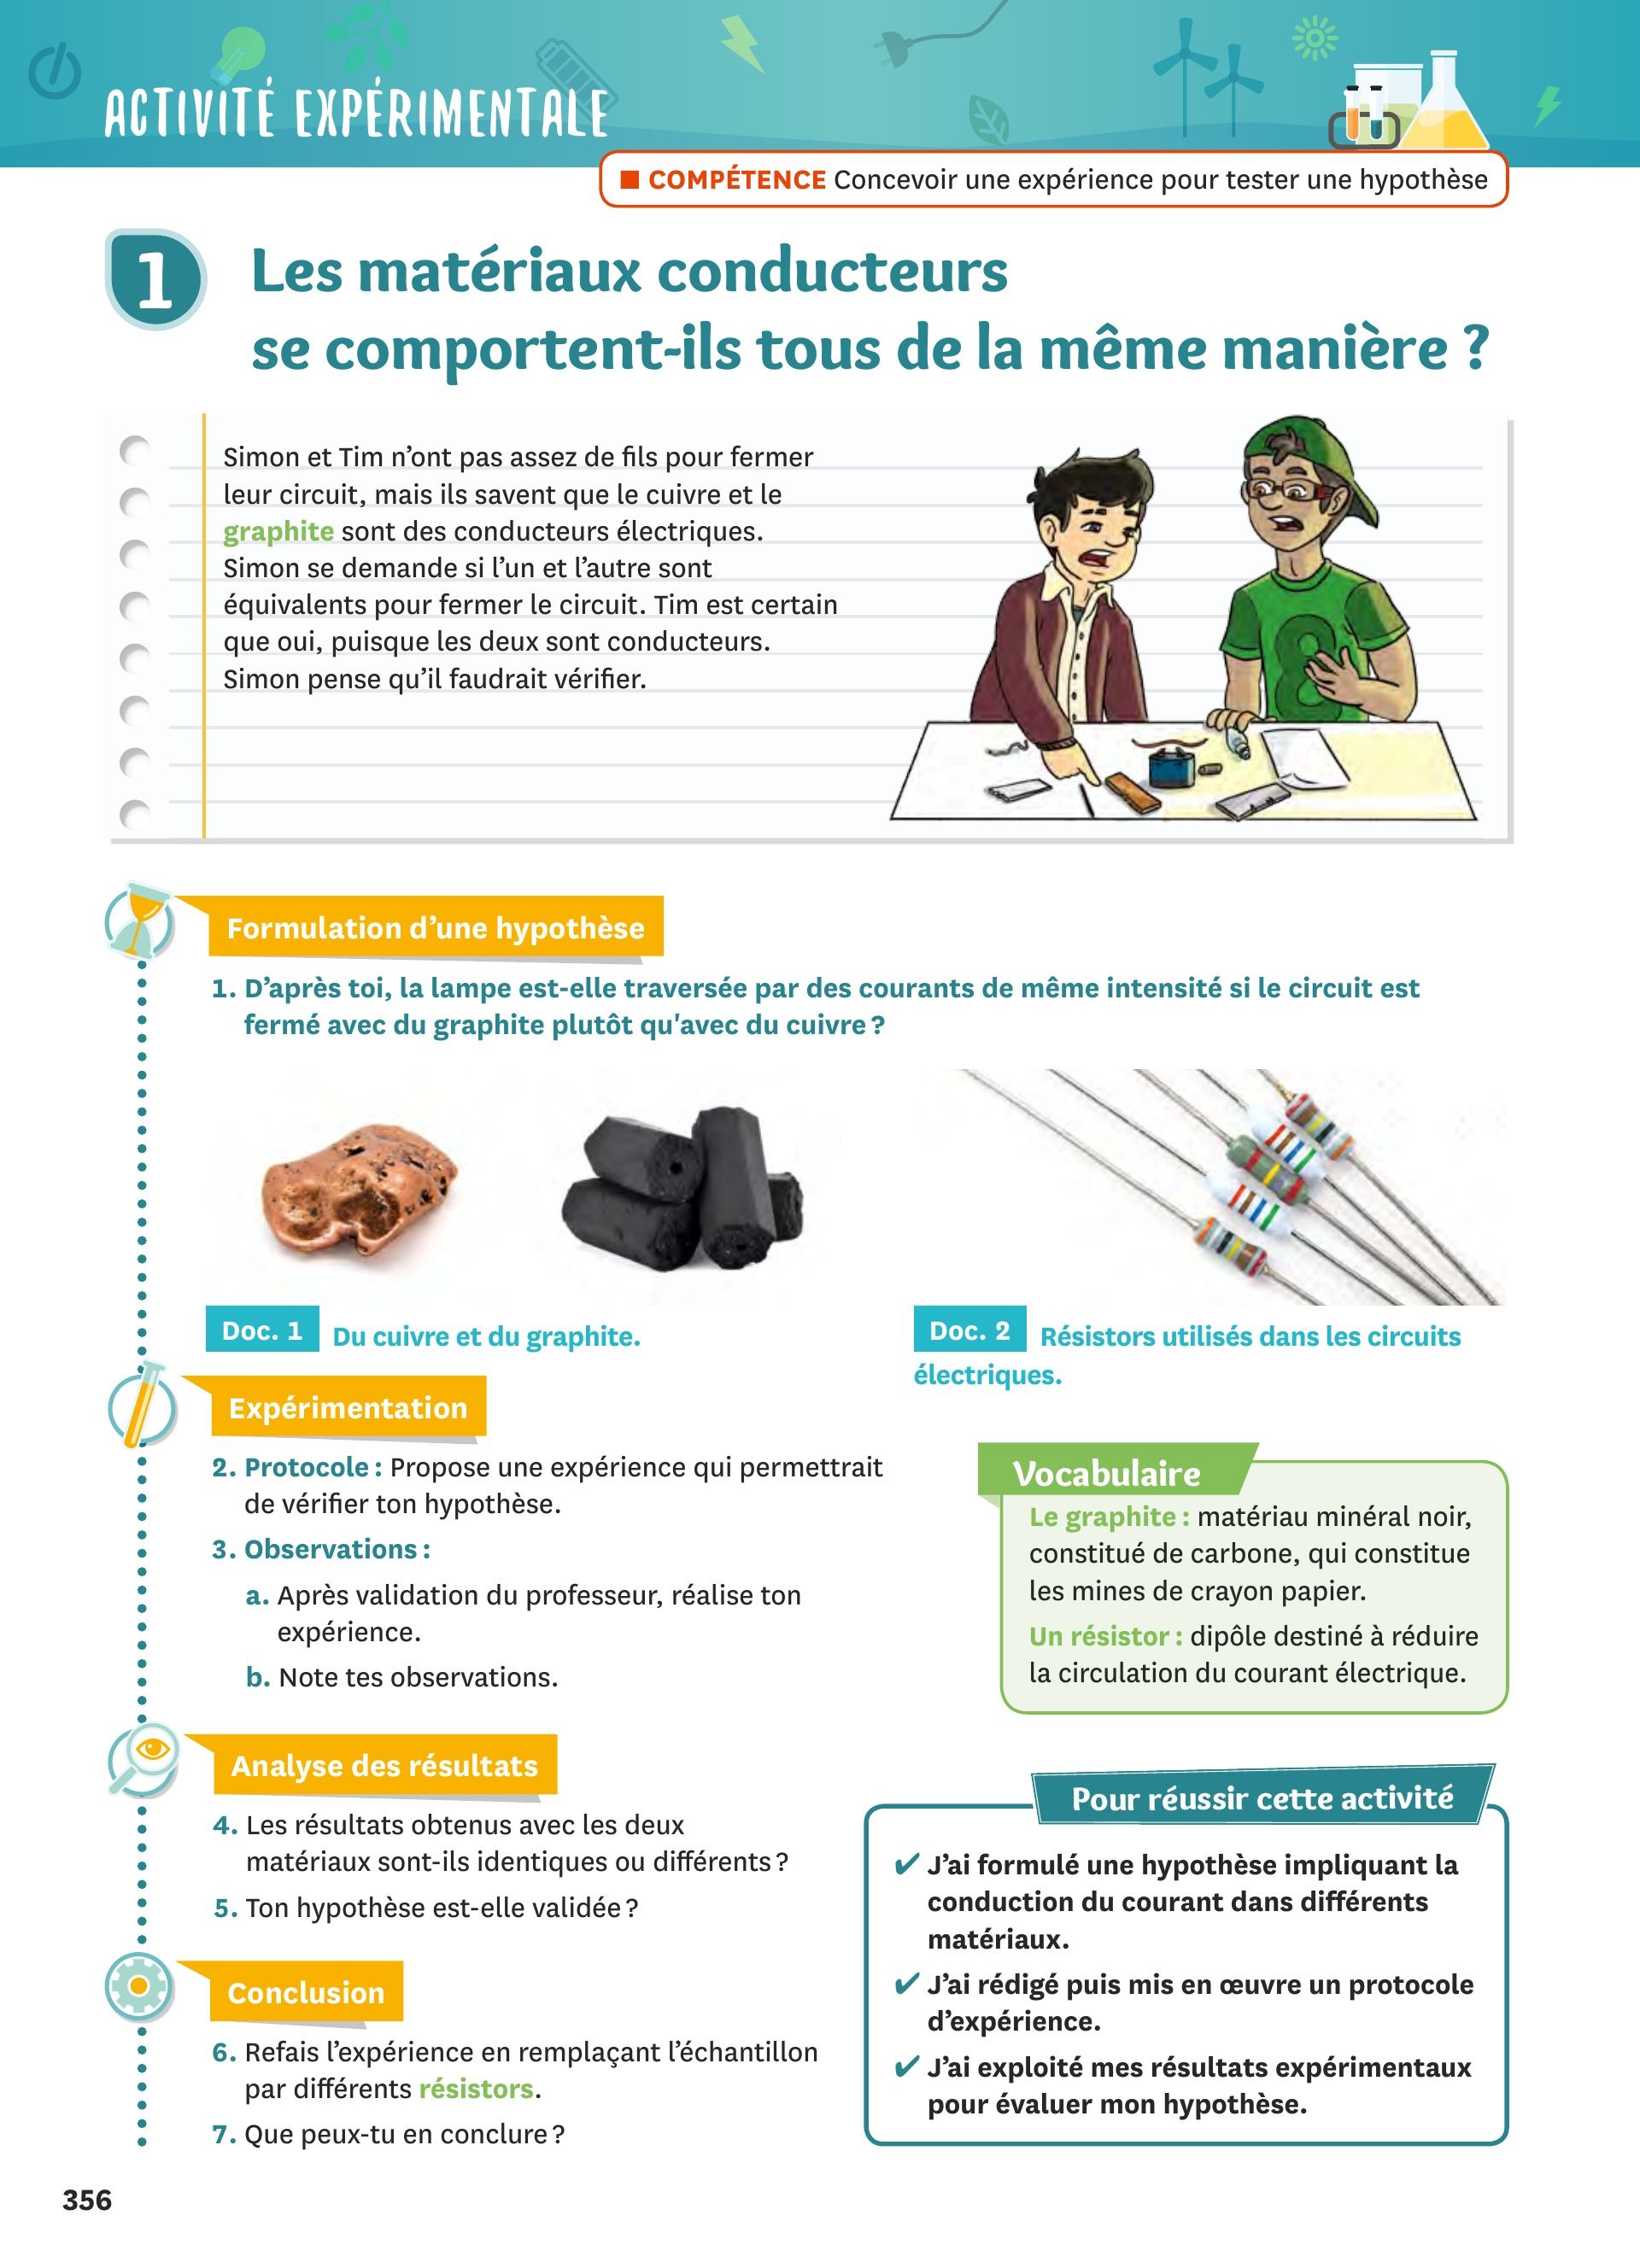 ACTIVITÉ EXPÉRIMENTALE
■ COMPÉTENCE Concevoir une expérience pour tester une hypothèse
1
Les matériaux conducteurs
se comportent-ils tous de la même manière ?
Simon et Tim n'ont pas assez de fils pour fermer
leur circuit, mais ils savent que le cuivre et le
graphite sont des conducteurs électriques.
Simon se demande si l'un et l'autre sont
équivalents pour fermer le circuit. Tim est certain
que oui, puisque les deux sont conducteurs.
Simon pense qu'il faudrait vérifier.
8
Formulation d'une hypothèse
1. D'après toi, la lampe est-elle traversée par des courants de même intensité si le circuit est
fermé avec du graphite plutôt qu'avec du cuivre ?
Doc. 1 Du cuivre et du graphite.
Doc. 2 Résistors utilisés dans les circuits
électriques.
Expérimentation
2. Protocole : Propose une expérience qui permettrait
de vérifier ton hypothèse.
3. Observations :
a. Après validation du professeur, réalise ton
expérience.
b. Note tes observations.
Vocabulaire
Le graphite : matériau minéral noir,
constitué de carbone, qui constitue
les mines de crayon papier.
Un résistor : dipôle destiné à réduire
la circulation du courant électrique.
Analyse des résultats
4. Les résultats obtenus avec les deux
matériaux sont-ils identiques ou différents ?
5. Ton hypothèse est-elle validée ?
Conclusion
6. Refais l'expérience en remplaçant l'échantillon
par différents résistors.
7. Que peux-tu en conclure ?
Pour réussir cette activité
✔ J'ai formulé une hypothèse impliquant la
conduction du courant dans différents
matériaux.
✔ J'ai rédigé puis mis en œuvre un protocole
d'expérience.
✔ J'ai exploité mes résultats expérimentaux
pour évaluer mon hypothèse.
356